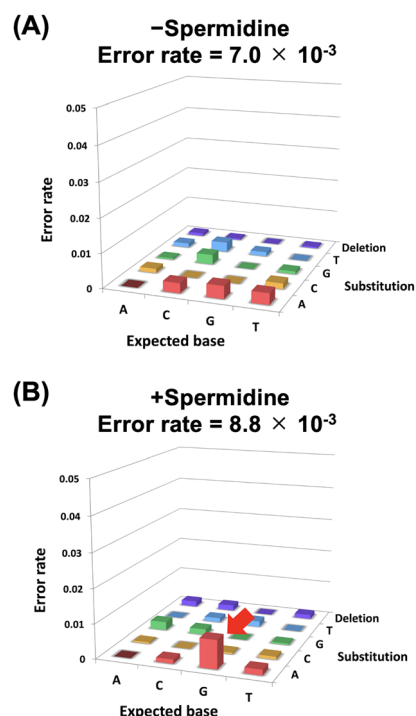 (A)
−Spermidine
Error rate = 7.0 × 10-3
0.05
0.04
0.03
0.02
0.01
0
Error rate
A C G T
Expected base
Deletion
T
G
C
A
Substitution
(B)
+Spermidine
Error rate = 8.8 × 10-3
0.05
0.04
0.03
0.02
0.01
0
Error rate
A C G T
Expected base
Deletion
T
G
C
A
Substitution